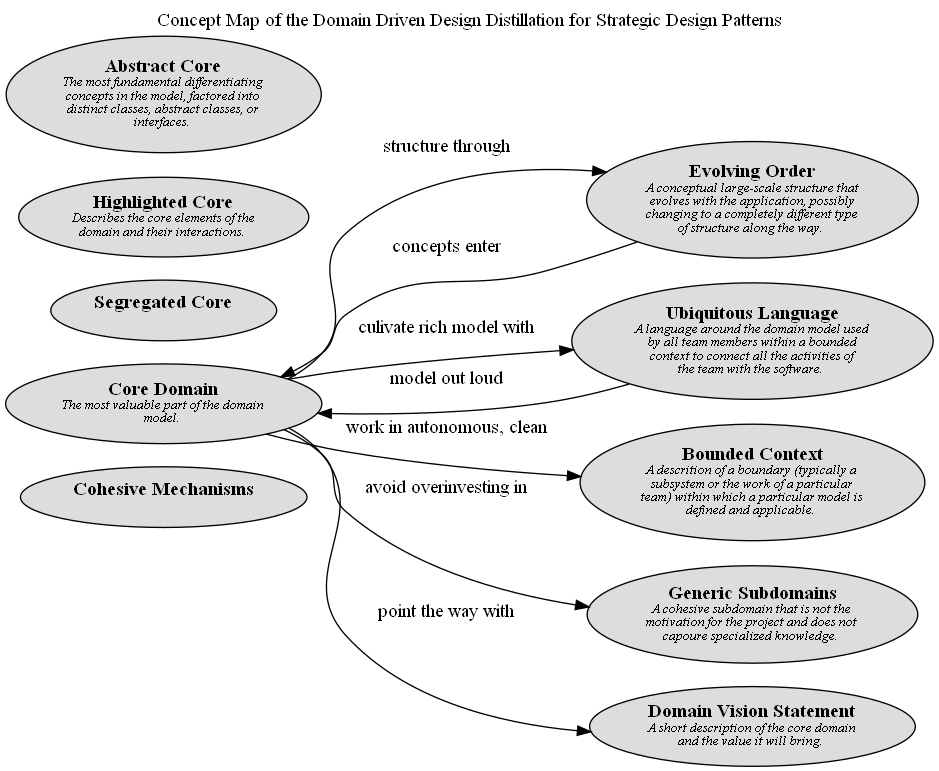 Concept Map of the Domain Driven Design Distillation for Strategic Design Patterns
Abstract Core
The most fundamental differentiating
concepts in the model, factored into
distinct classes, abstract classes, or
interfaces.
Highlighted Core
Describes the core elements of the
domain and their interactions.
Segregated Core
Core Domain
The most valuable part of the domain
model.
Cohesive Mechanisms
structure through
concepts enter
culivate rich model with
model out loud
work in autonomous, clean
avoid overinvesting in
point the way with
Evolving Order
A conceptual large-scale structure that
evolves with the application, possibly
changing to a completely different type
of structure along the way.
Ubiquitous Language
A language around the domain model used
by all team members within a bounded
context to connect all the activities of
the team with the software.
Bounded Context
A descrition of a boundary (typically a
subsystem or the work of a particular
team) within which a particular model is
defined and applicable.
Generic Subdomains
A cohesive subdomain that is not the
motivation for the project and does not
capoure specialized knowledge.
Domain Vision Statement
A short description of the core domain
and the value it will bring.